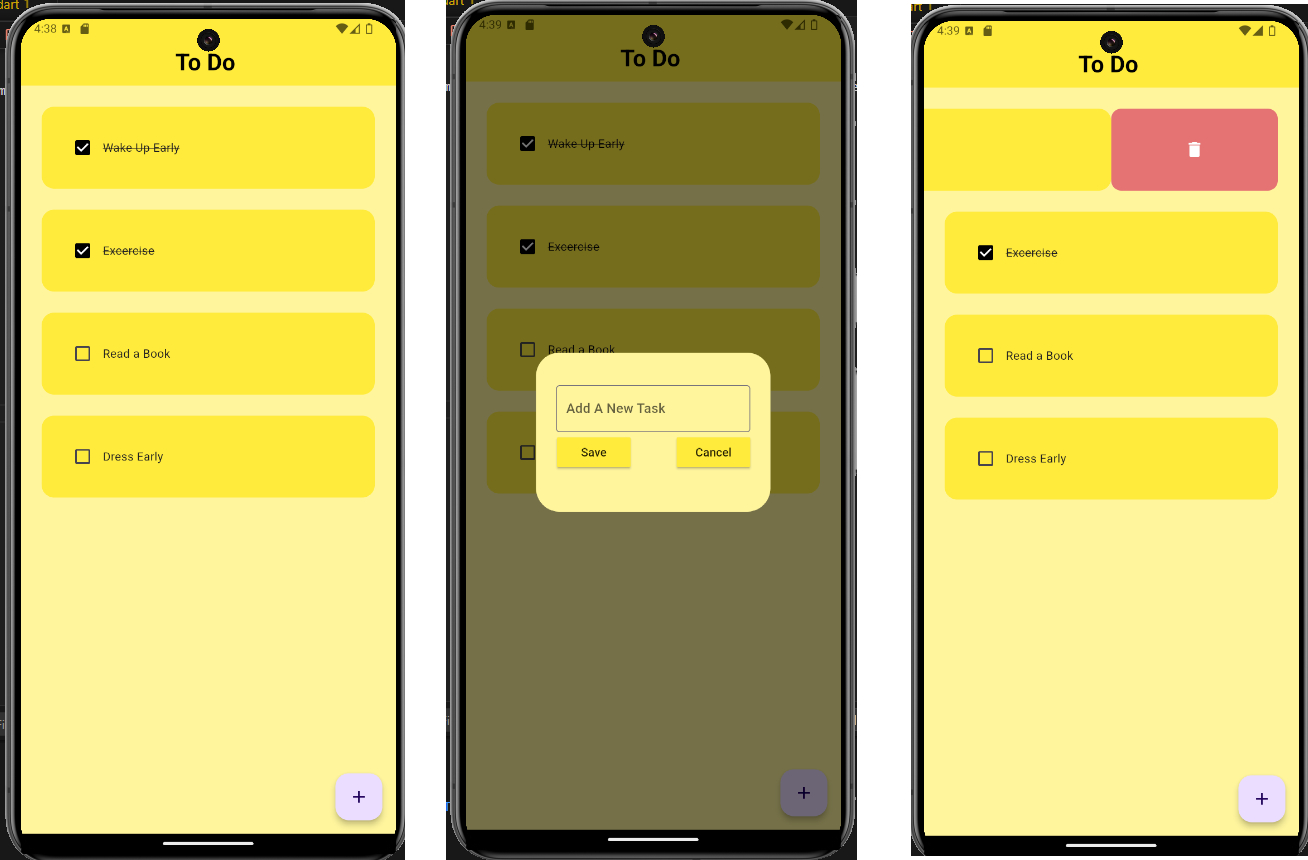 dart 1
4:38
To Do
Wake Up Early
Excercise
Read a Book
Dress Early
4:39
To Do
Wake Up Early
Excercise
Read a Book
Add A New Task
Save
Cancel
4:39
To Do
Excercise
Read a Book
Dress Early